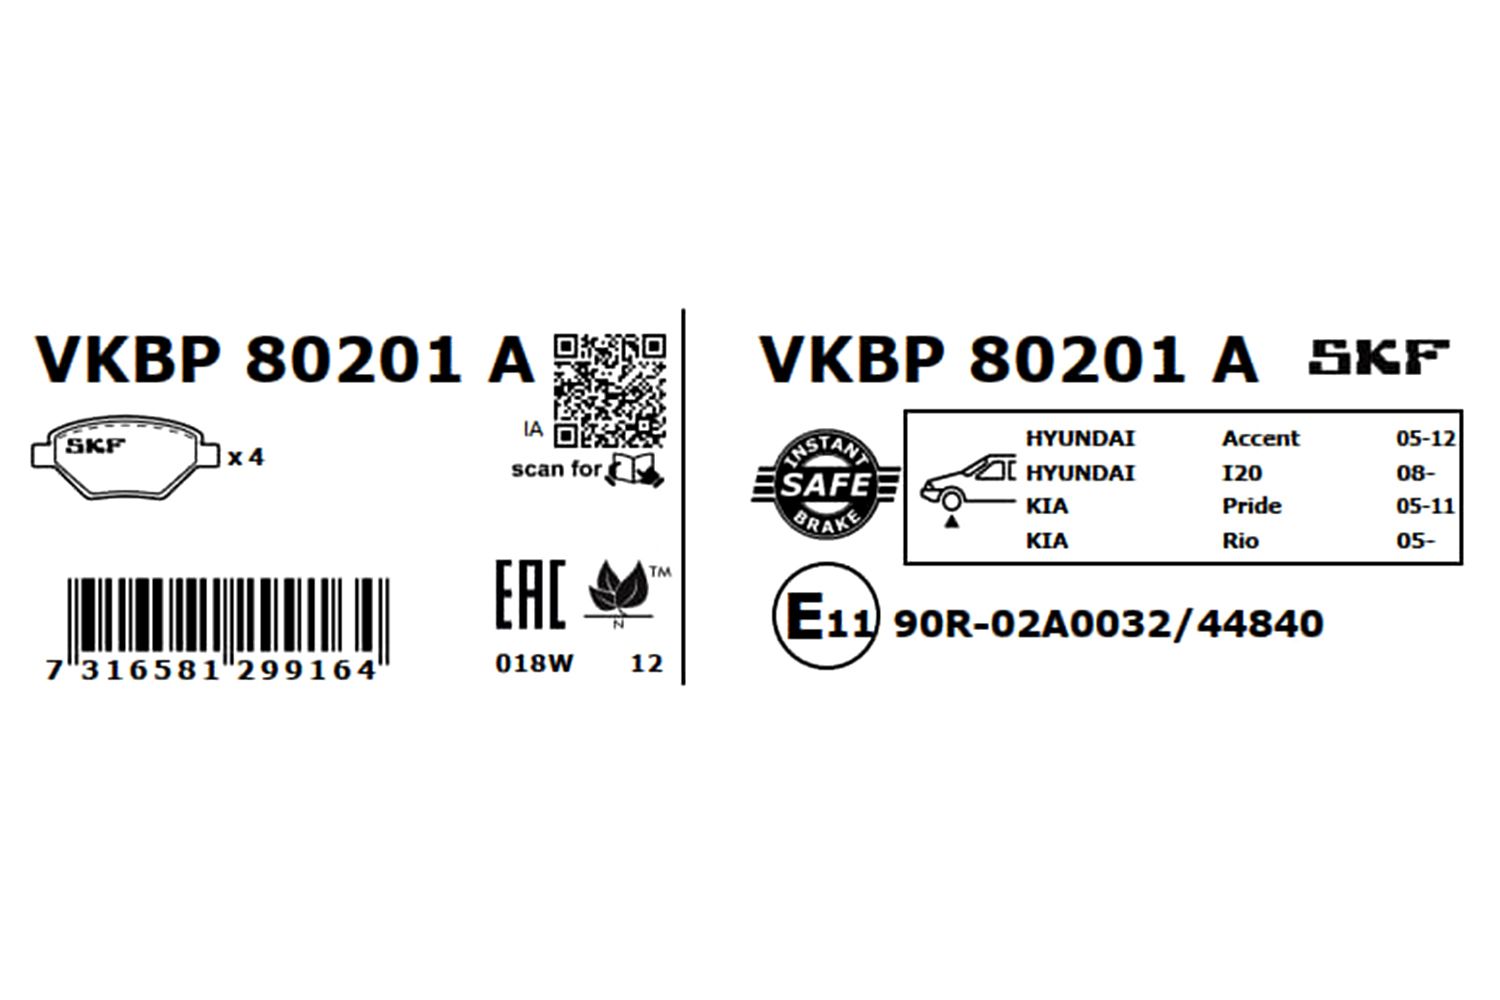 VKBP 80201 A
SKF
x 4
IA
scan for
7 316581 299164
EAC
TM
N
018W 12
VKBP 80201 A SKF
INSTANT
SAFE
BRAKE
HYUNDAI Accent 05-12
HYUNDAI I20 08-
KIA Pride 05-11
KIA Rio 05-
E11 90R-02A0032/44840